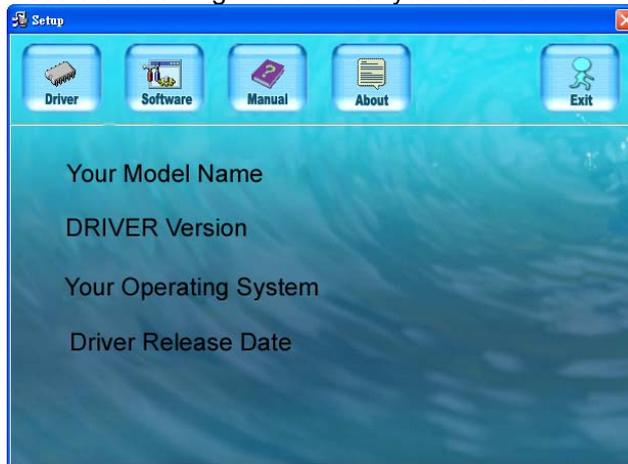 Setup
Driver
Software
Manual
About
Exit
Your Model Name
DRIVER Version
Your Operating System
Driver Release Date